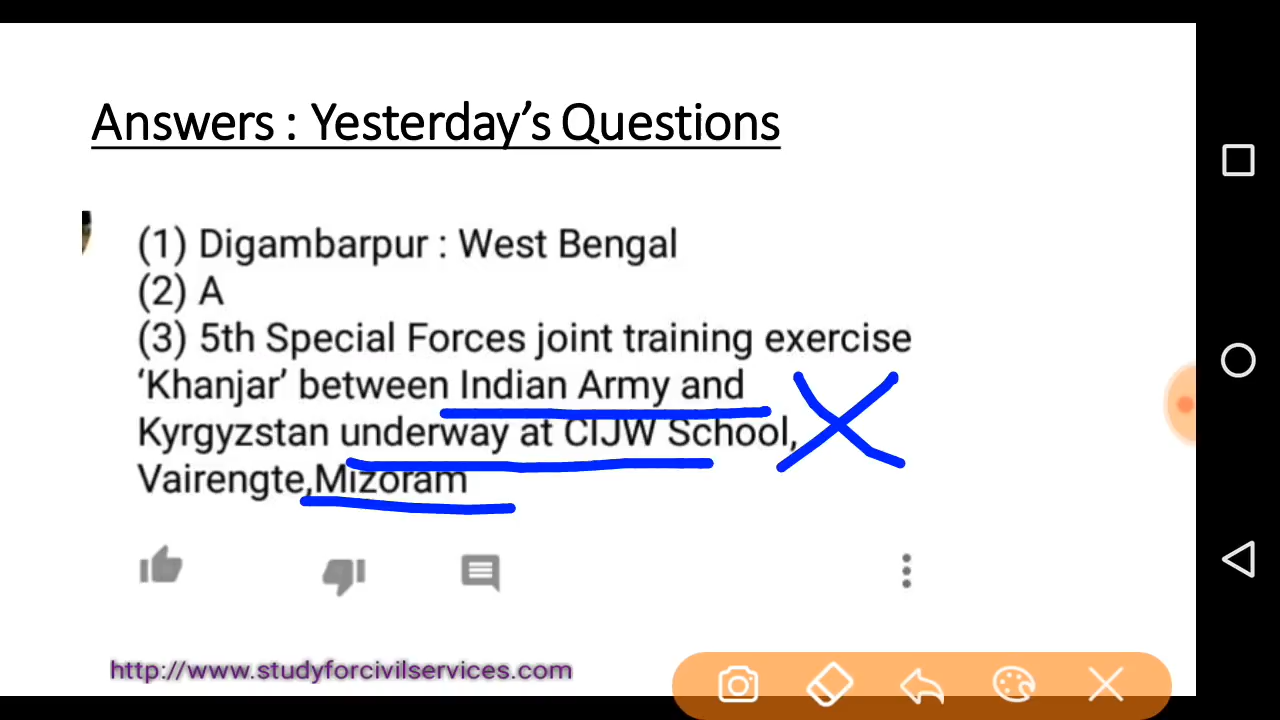 Answers : Yesterday's Questions
(1) Digambarpur : West Bengal
(2) A
(3) 5th Special Forces joint training exercise
‘Khanjar’ between Indian Army and
Kyrgyzstan underway at CIJW School,
Vairengte,Mizoram
http://www.studyforcivilservices.com